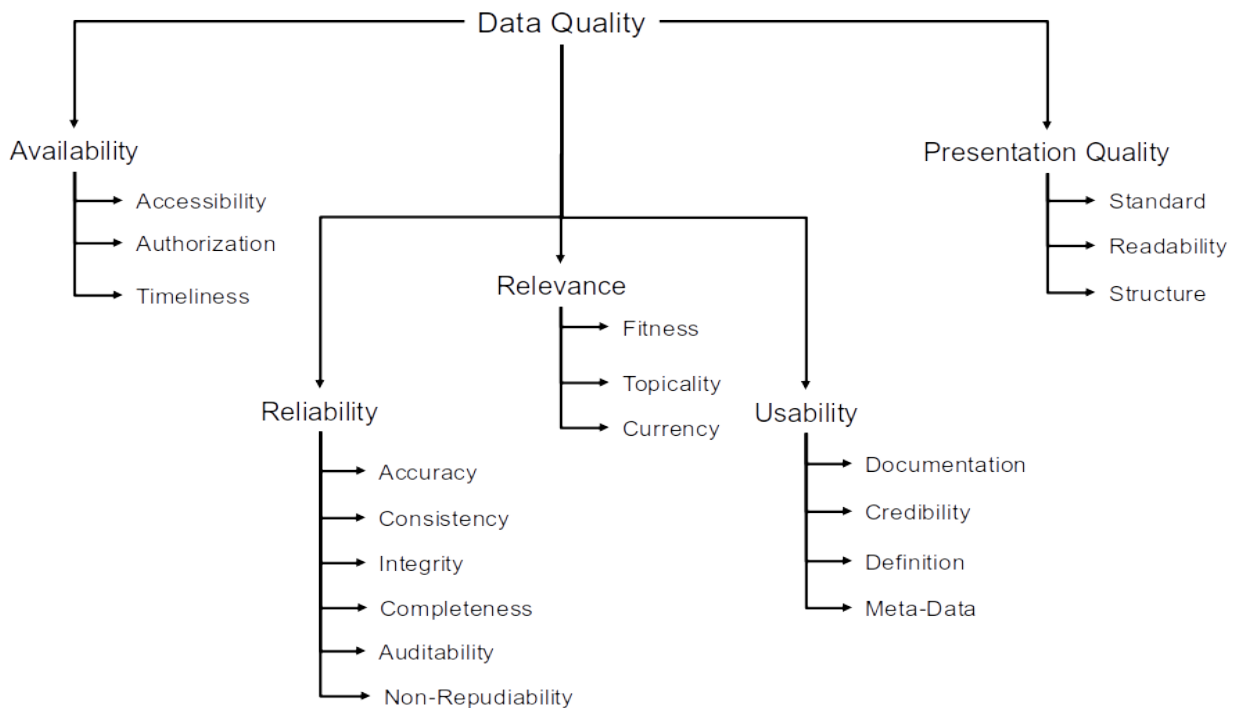 Data Quality
Availability
Accessibility
Authorization
Timeliness
Reliability
Accuracy
Consistency
Integrity
Completeness
Auditability
Non-Repudiability
Relevance
Fitness
Topicality
Currency
Usability
Documentation
Credibility
Definition
Meta-Data
Presentation Quality
Standard
Readability
Structure